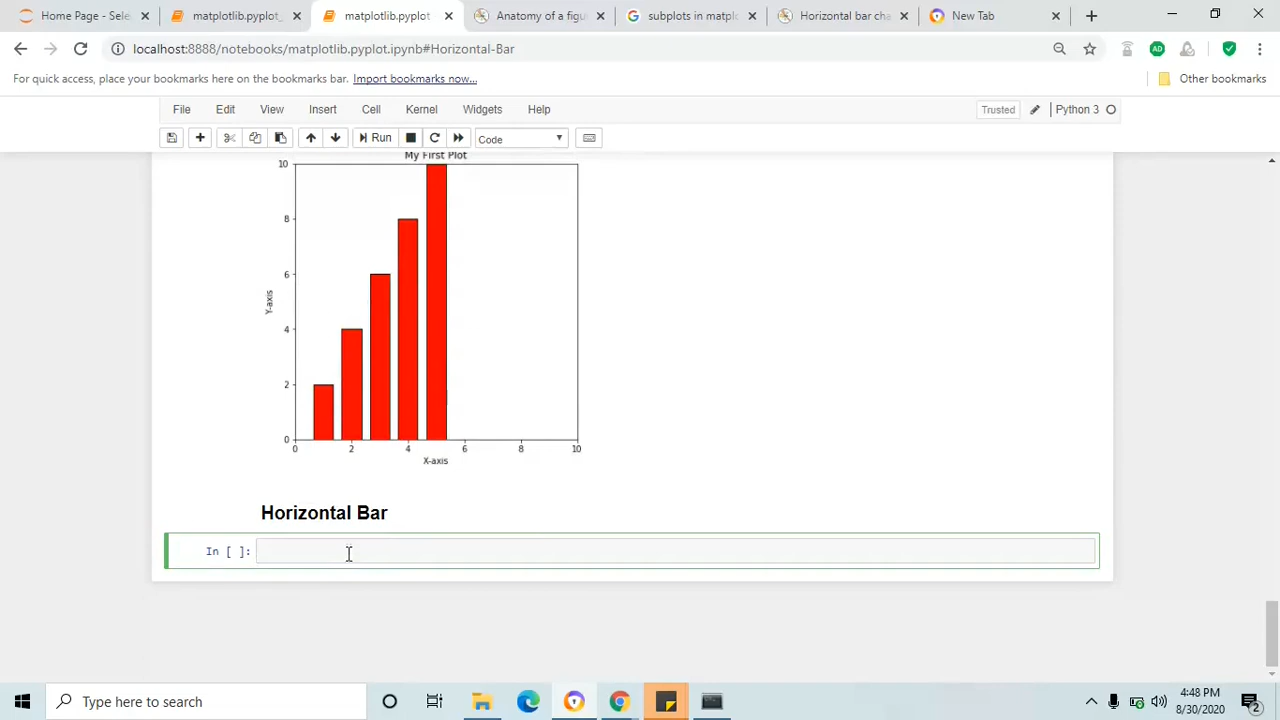 Home Page - Sele
matplotlib.pyplot_
matplotlib.pyplot
Anatomy of a figu
subplots in matpl
Horizontal bar cha
New Tab
localhost:8888/notebooks/matplotlib.pyplot.ipynb#Horizontal-Bar
For quick access, place your bookmarks here on the bookmarks bar. Import bookmarks now...
Other bookmarks
File Edit View Insert Cell Kernel Widgets Help
Trusted
Python 3
Run
Code
My First Plot
10
8
6
4
2
0
Y-axis
0 2 4 6 8 10
X-axis
Horizontal Bar
In [ ]:
Type here to search
4:48 PM
8/30/2020
2